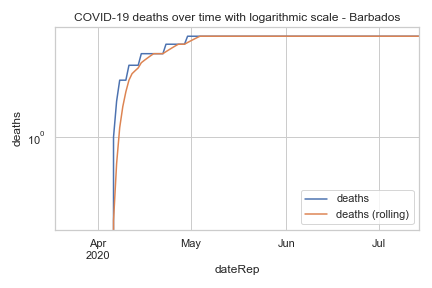 COVID-19 deaths over time with logarithmic scale - Barbados
deaths
10⁰
deaths
deaths (rolling)
Apr
2020
May
Jun
Jul
dateRep